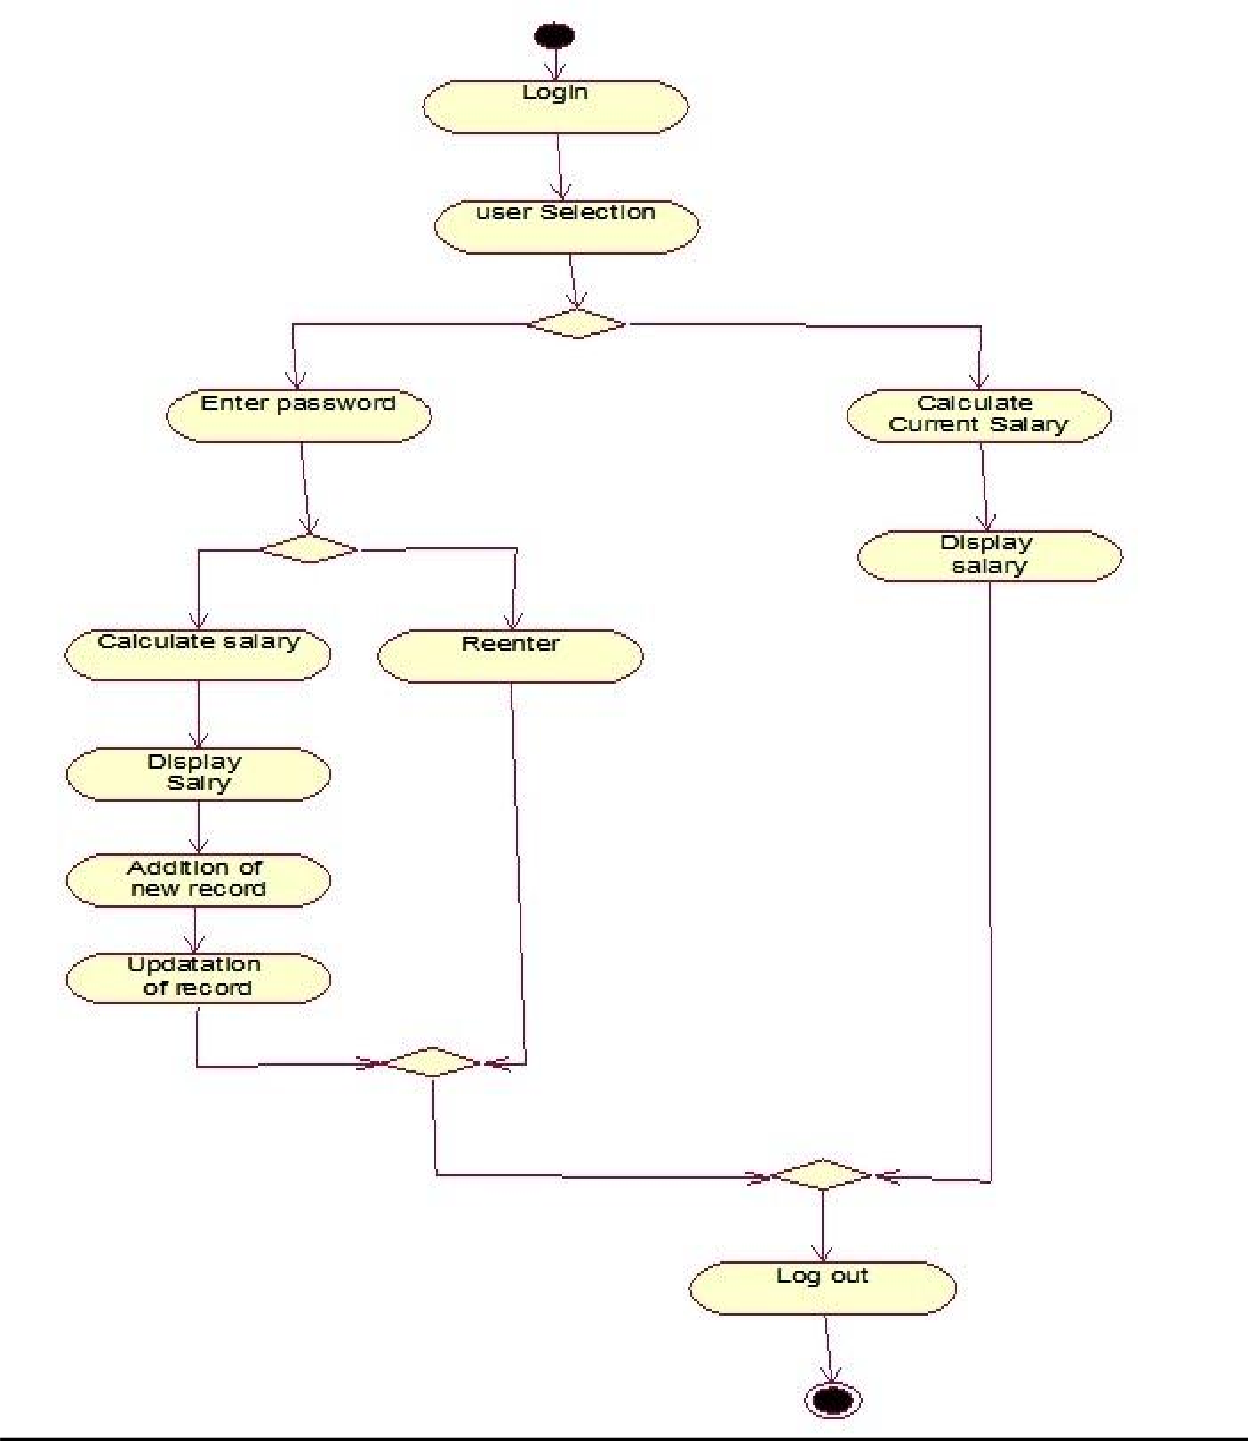 Login
user Selection
Enter password
Calculate
Current Salary
Display
salary
Calculate salary
Reenter
Display
Salry
Addition of
new record
Updatation
of record
Log out